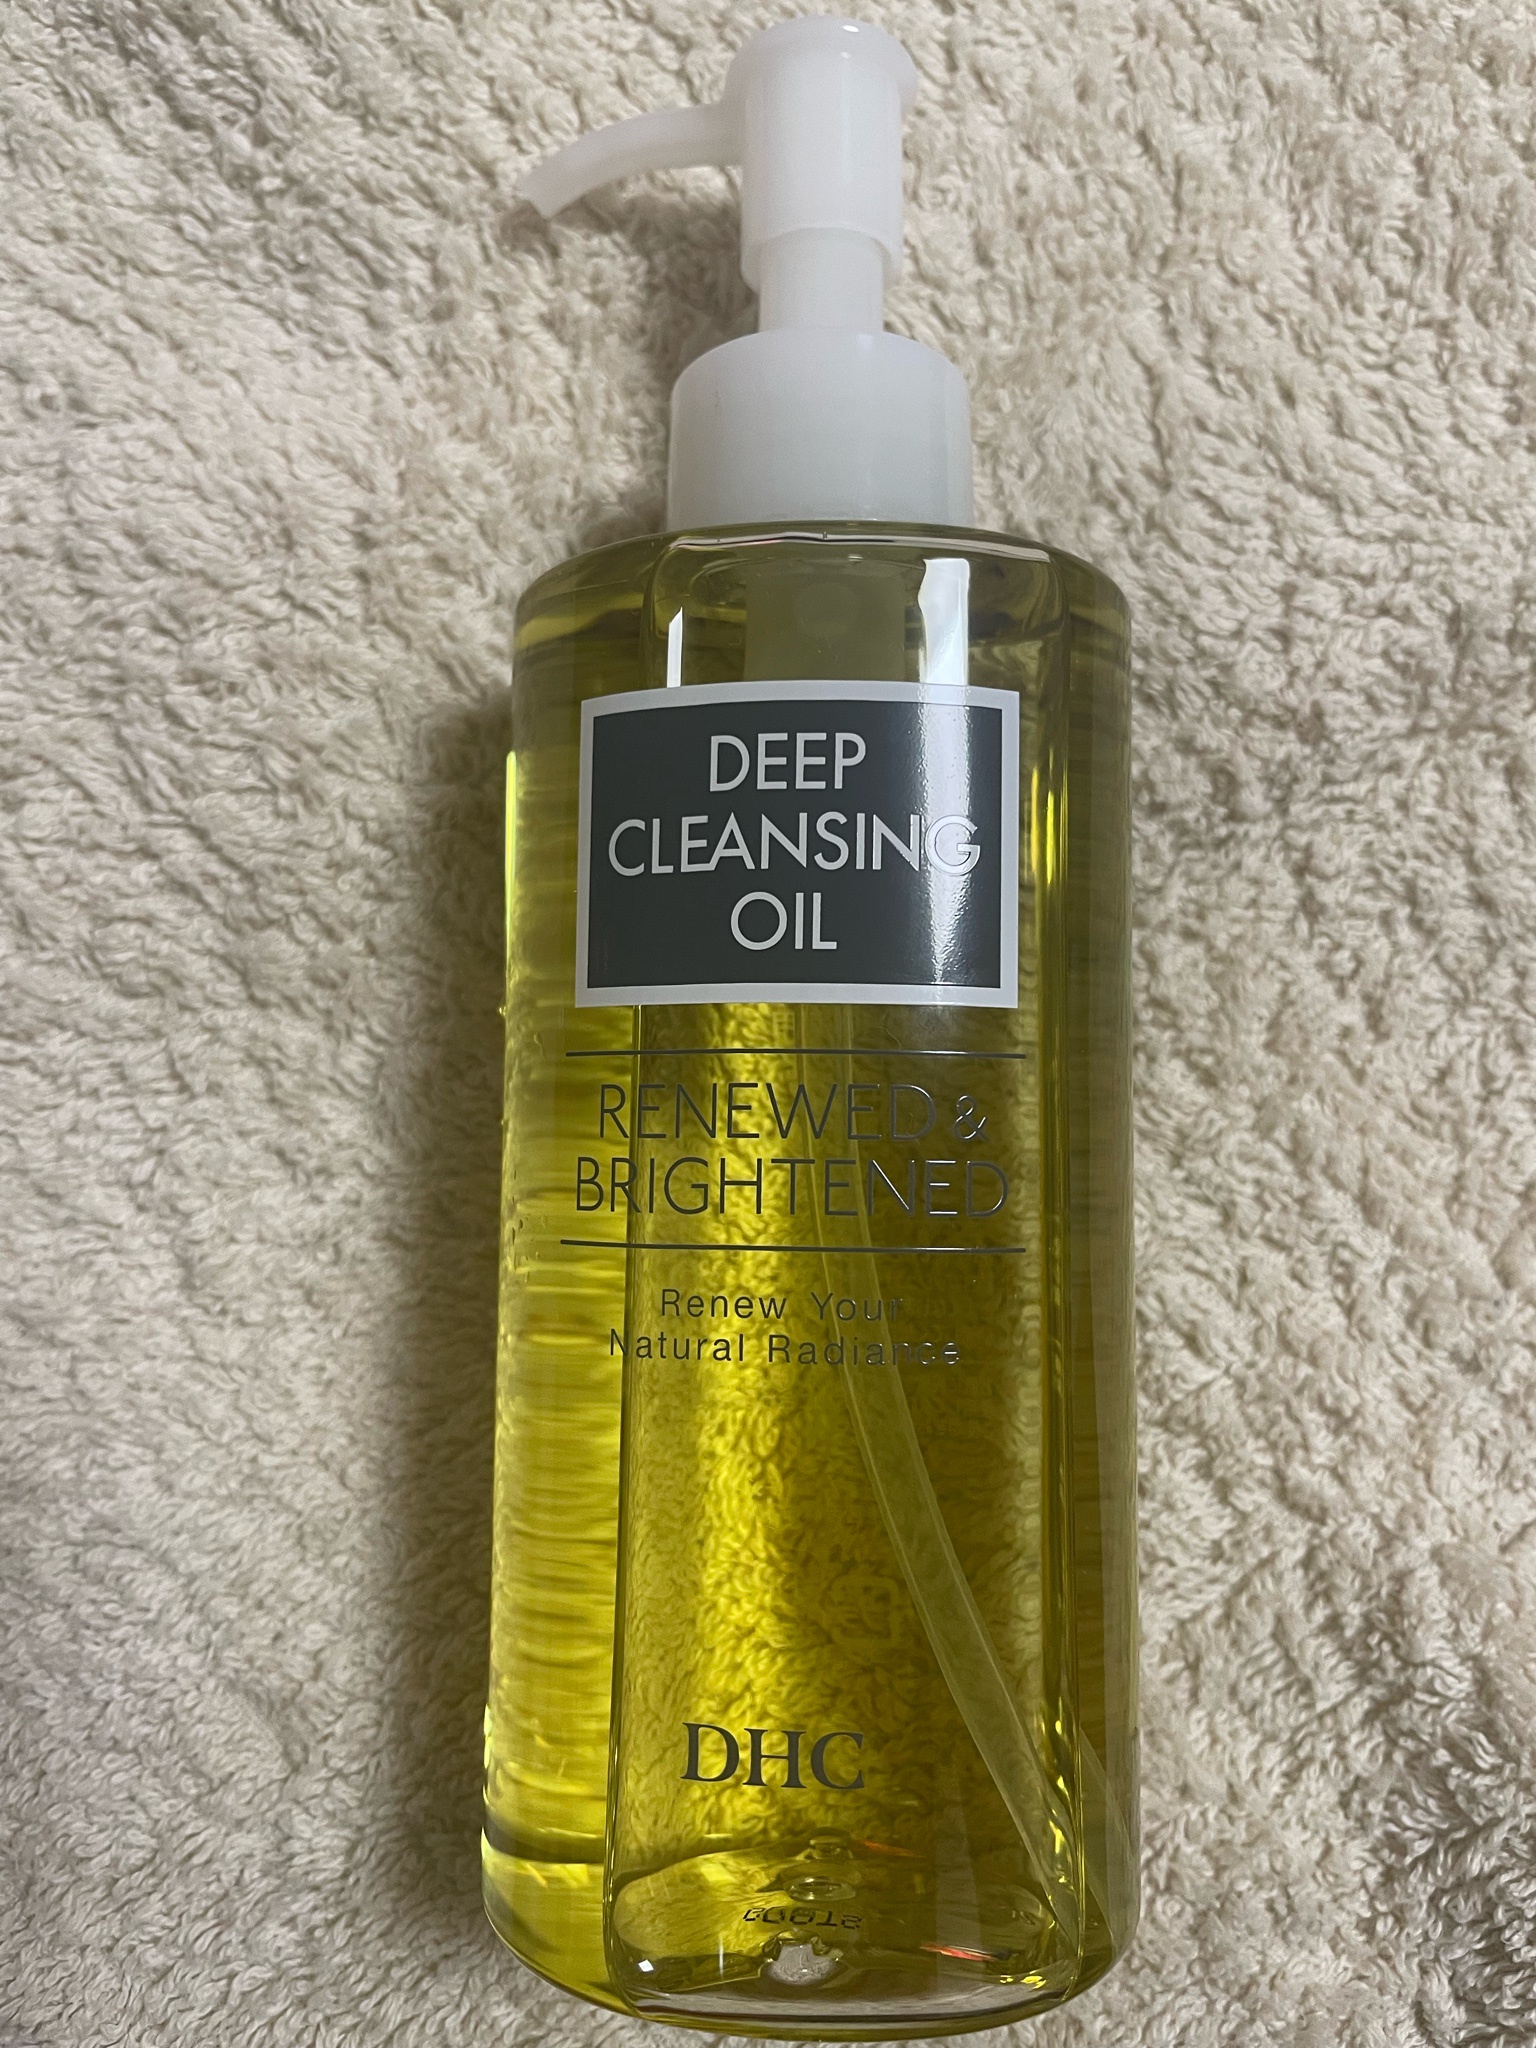 DEEP
CLEANSING
OIL
RENEWED &
BRIGHTENED
Renew Your
Natural Radiance
DHC